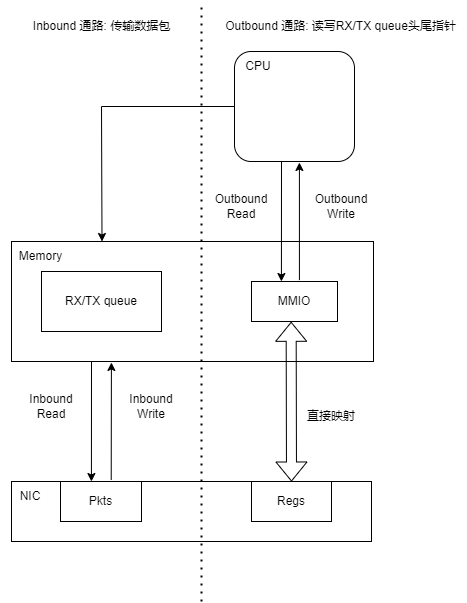 Inbound 通路: 传输数据包
Outbound 通路: 读写RX/TX queue头尾指针
CPU
Outbound
Read
Outbound
Write
Memory
RX/TX queue
MMIO
Inbound
Read
Inbound
Write
直接映射
NIC
Pkts
Regs